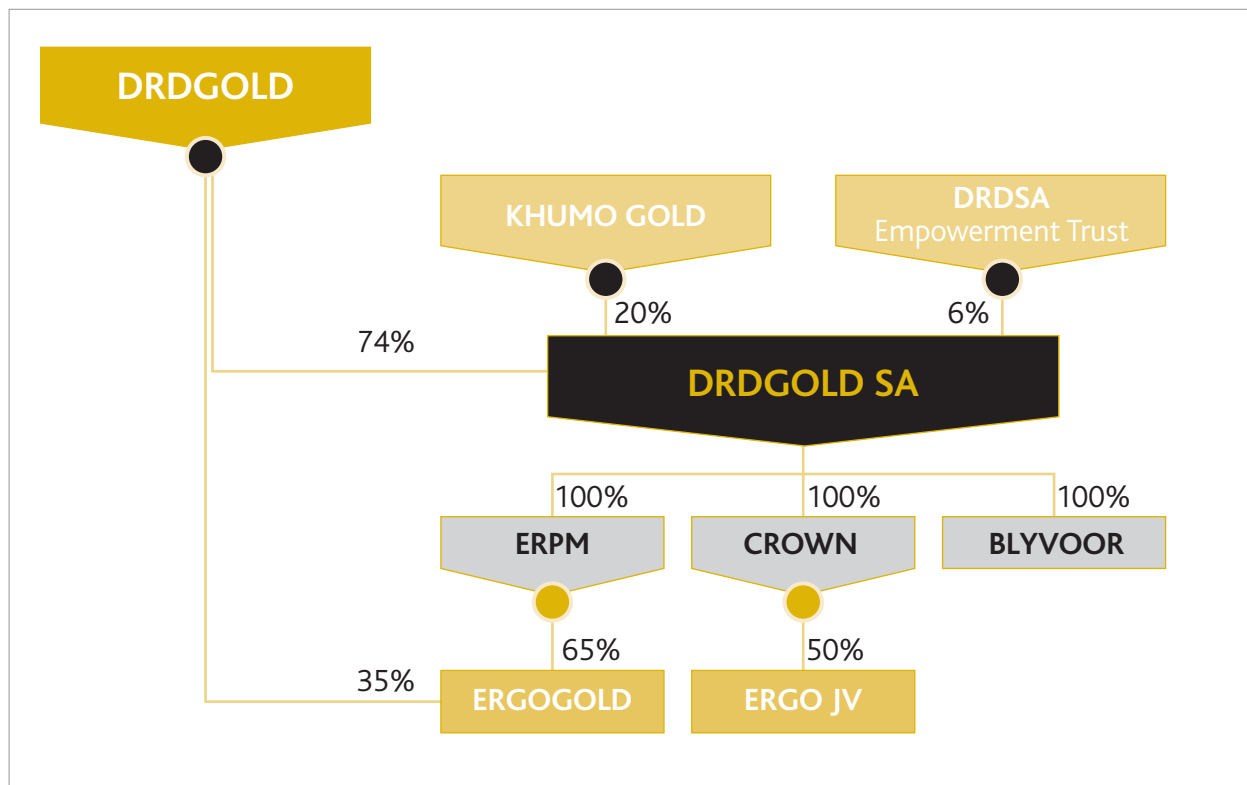 DRDGOLD
KHUMO GOLD
DRDSA
Empowerment Trust
20%
6%
74%
DRDGOLD SA
100%
100%
100%
ERPM
CROWN
BLYVOOR
65%
50%
35%
ERGOGOLD
ERGO JV